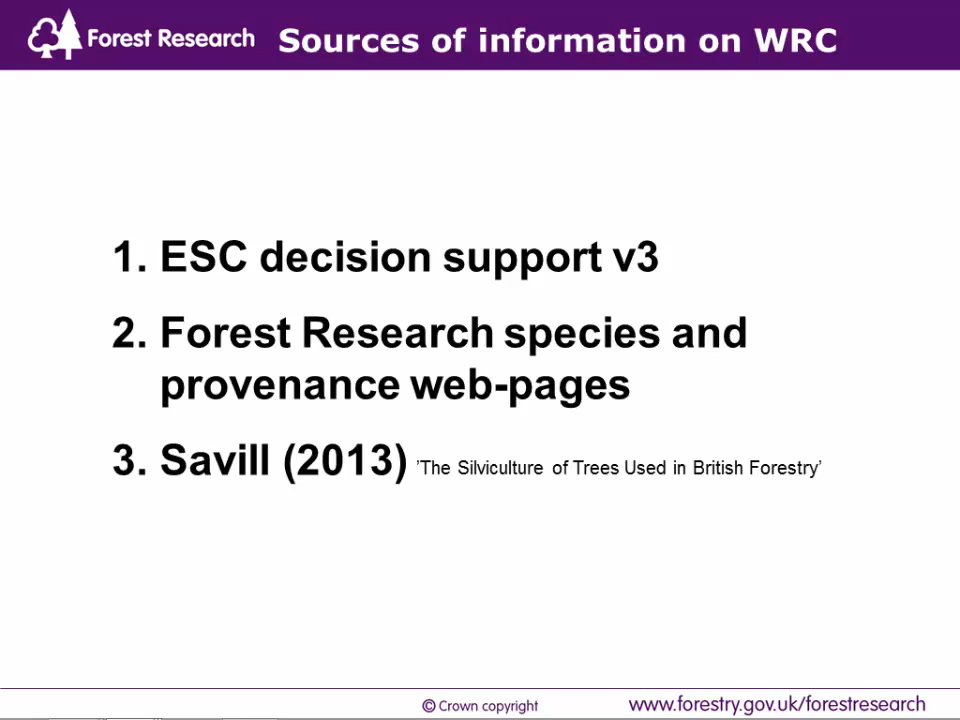 Forest Research
Sources of information on WRC
1. ESC decision support v3
2. Forest Research species and
provenance web-pages
3. Savill (2013) ’The Silviculture of Trees Used in British Forestry’
© Crown copyright
www.forestry.gov.uk/forestresearch